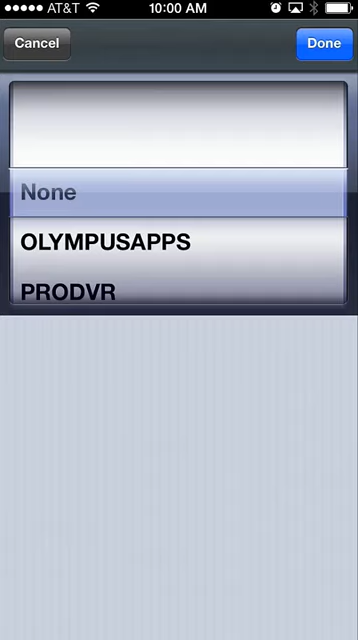 AT&T 10:00 AM
Cancel Done
None
OLYMPUSAPPS
PRODVR